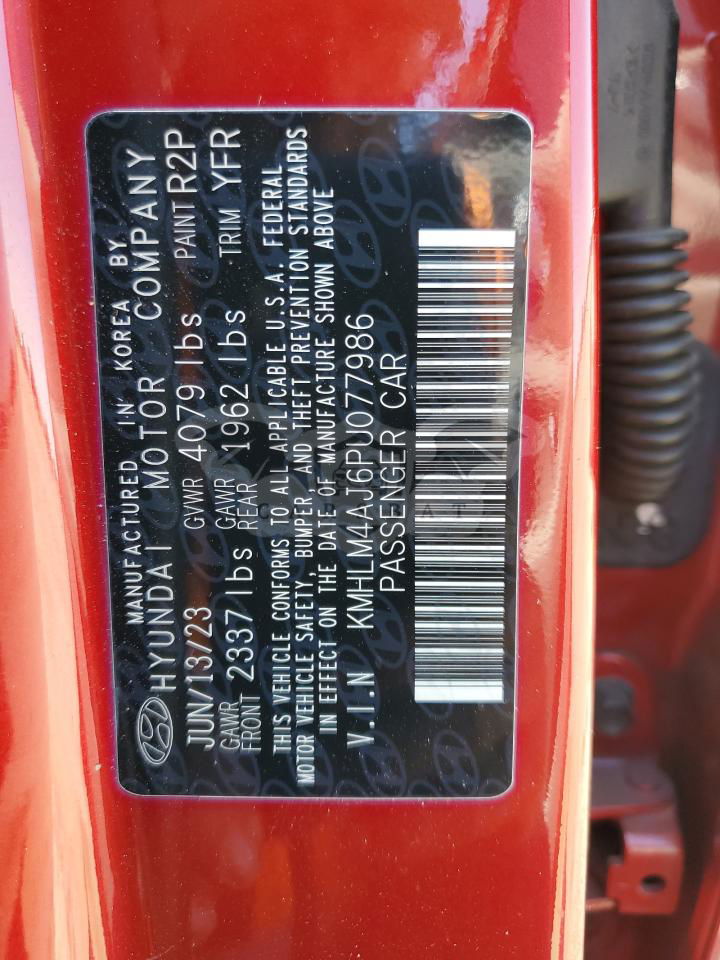 MANUFACTURED IN KOREA BY
HYUNDAI MOTOR COMPANY
JUN/13/23 GVWR 4079 lbs PAINT R2P
GAWR FRONT 2337 lbs GAWR REAR 1962 lbs TRIM YFR
THIS VEHICLE CONFORMS TO ALL APPLICABLE U.S.A. FEDERAL
MOTOR VEHICLE SAFETY, BUMPER, AND THEFT PREVENTION STANDARDS
IN EFFECT ON THE DATE OF MANUFACTURE SHOWN ABOVE
V.I.N KMHLM4AJ6PU077986
PASSENGER CAR